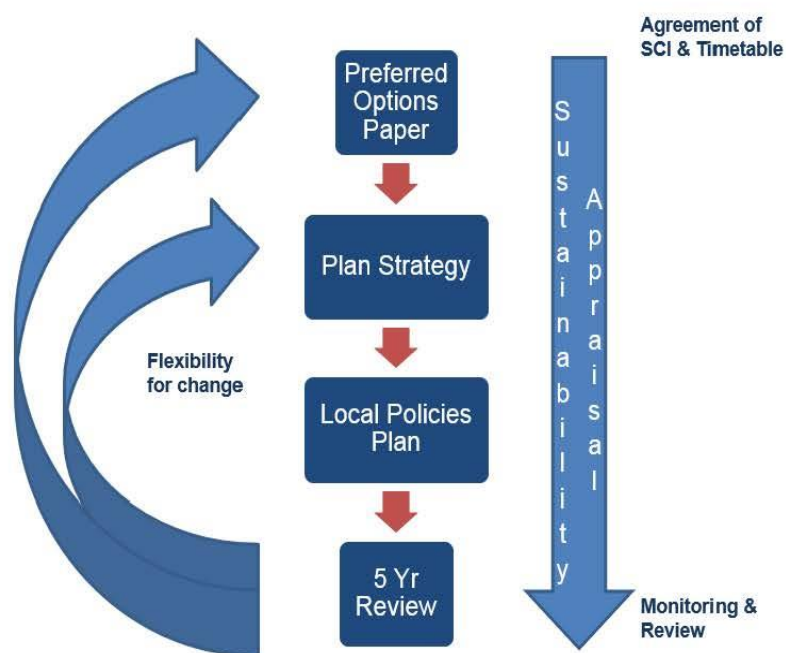 Agreement of
SCI & Timetable
Preferred
Options
Paper
Plan Strategy
Flexibility
for change
Local Policies
Plan
5 Yr
Review
Sustainability
Appraisal
Monitoring &
Review